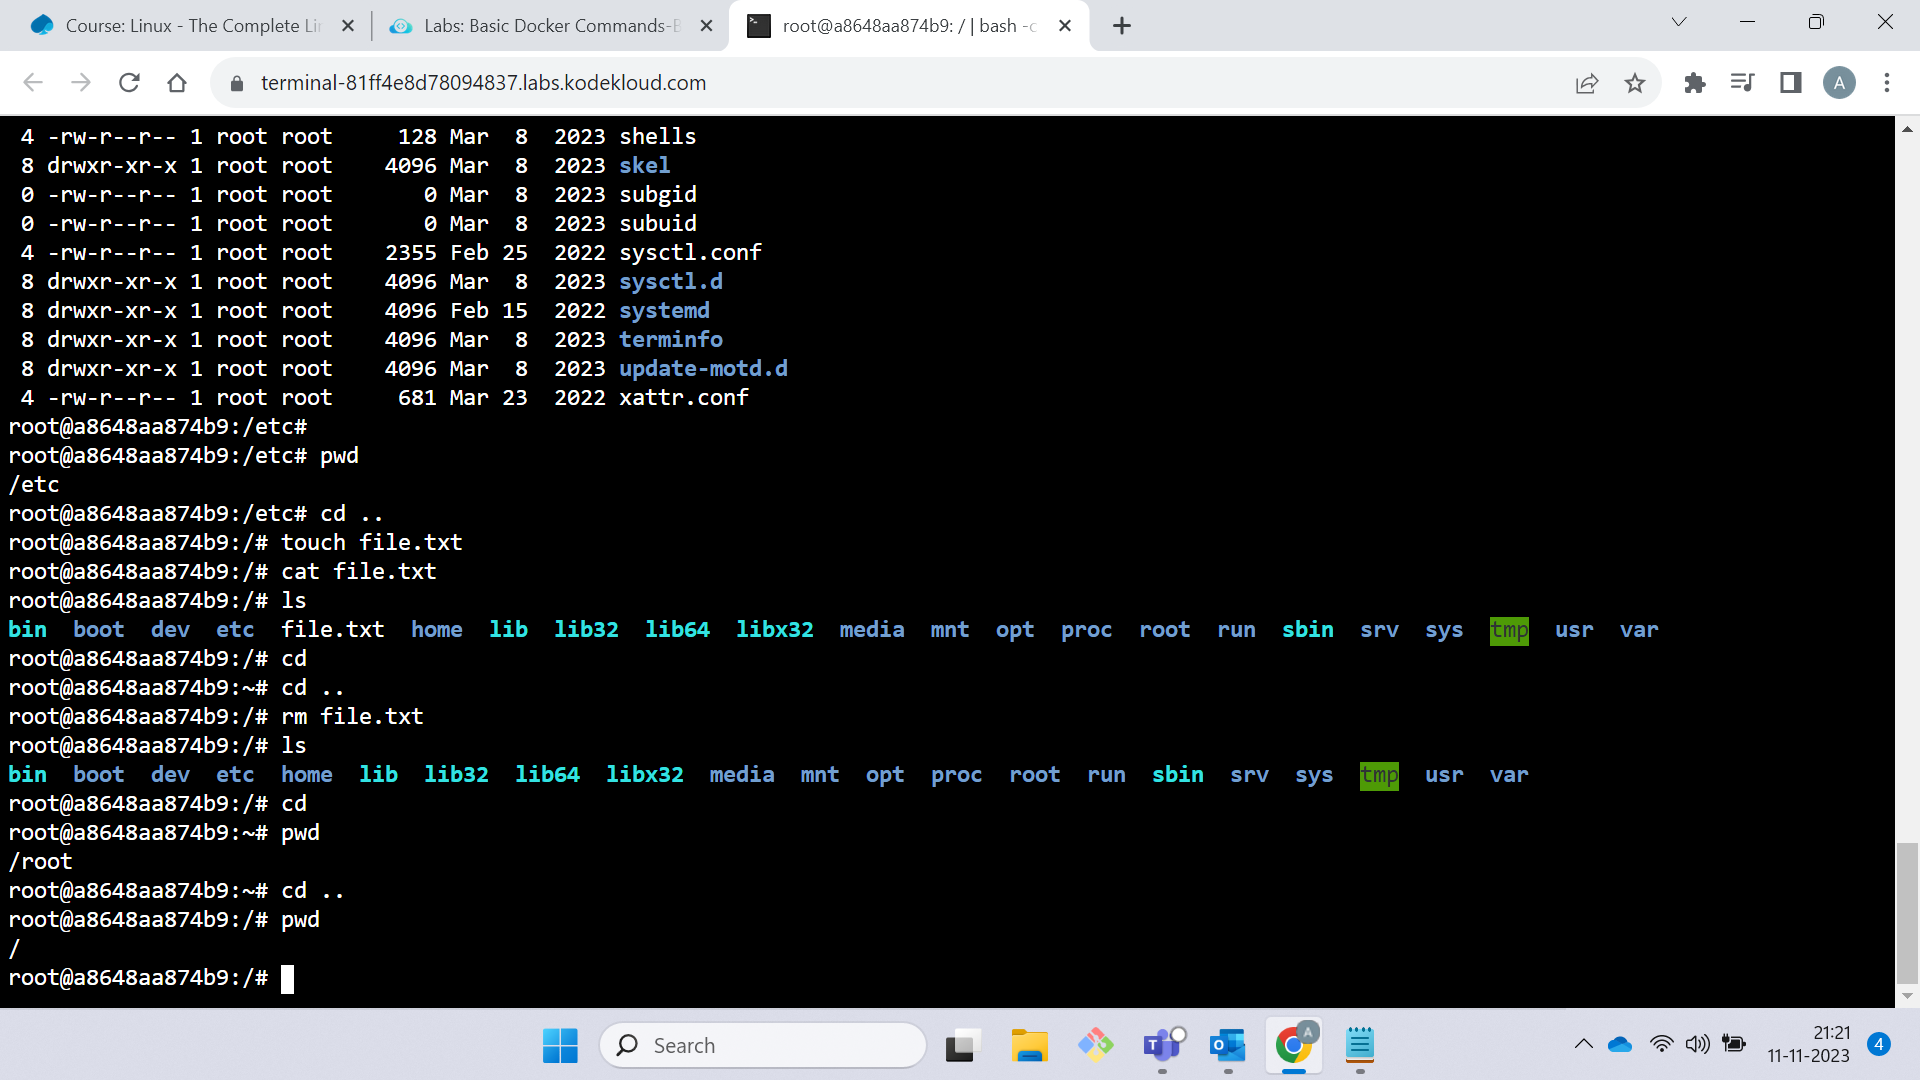 Course: Linux - The Complete Li
Labs: Basic Docker Commands-B
root@a8648aa874b9: / | bash -c
terminal-81ff4e8d78094837.labs.kodekloud.com
A
4 -rw-r--r-- 1 root root     128 Mar  8  2023 shells
8 drwxr-xr-x 1 root root    4096 Mar  8  2023 skel
0 -rw-r--r-- 1 root root       0 Mar  8  2023 subgid
0 -rw-r--r-- 1 root root       0 Mar  8  2023 subuid
4 -rw-r--r-- 1 root root    2355 Feb 25  2022 sysctl.conf
8 drwxr-xr-x 1 root root    4096 Mar  8  2023 sysctl.d
8 drwxr-xr-x 1 root root    4096 Feb 15  2022 systemd
8 drwxr-xr-x 1 root root    4096 Mar  8  2023 terminfo
8 drwxr-xr-x 1 root root    4096 Mar  8  2023 update-motd.d
4 -rw-r--r-- 1 root root     681 Mar 23  2022 xattr.conf
root@a8648aa874b9:/etc#
root@a8648aa874b9:/etc# pwd
/etc
root@a8648aa874b9:/etc# cd ..
root@a8648aa874b9:/# touch file.txt
root@a8648aa874b9:/# cat file.txt
root@a8648aa874b9:/# ls
bin  boot  dev  etc  file.txt  home  lib  lib32  lib64  libx32  media  mnt  opt  proc  root  run  sbin  srv  sys  tmp  usr  var
root@a8648aa874b9:/# cd
root@a8648aa874b9:~# cd ..
root@a8648aa874b9:/# rm file.txt
root@a8648aa874b9:/# ls
bin  boot  dev  etc  home  lib  lib32  lib64  libx32  media  mnt  opt  proc  root  run  sbin  srv  sys  tmp  usr  var
root@a8648aa874b9:/# cd
root@a8648aa874b9:~# pwd
/root
root@a8648aa874b9:~# cd ..
root@a8648aa874b9:/# pwd
/
root@a8648aa874b9:/#
Search
21:21
11-11-2023
4